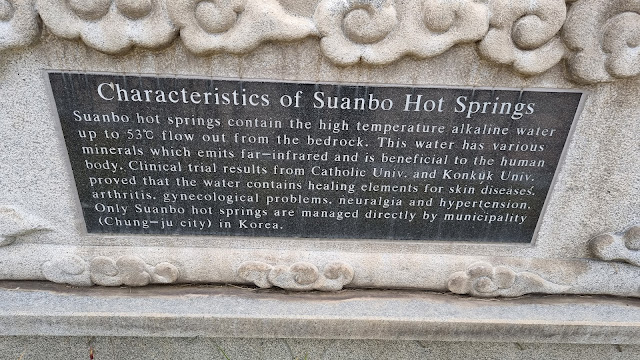 Characteristics of Suanbo Hot Springs
Suanbo hot springs contain the high temperature alkaline water
up to 53℃ flow out from the bedrock. This water has various
minerals which emits far-infrared and is beneficial to the human
body. Clinical trial results from Catholic Univ. and Konkuk Univ.
proved that the water contains healing elements for skin diseases,
arthritis, gynecological problems, neuralgia and hypertension.
Only Suanbo hot springs are managed directly by municipality
(Chung-ju city) in Korea.